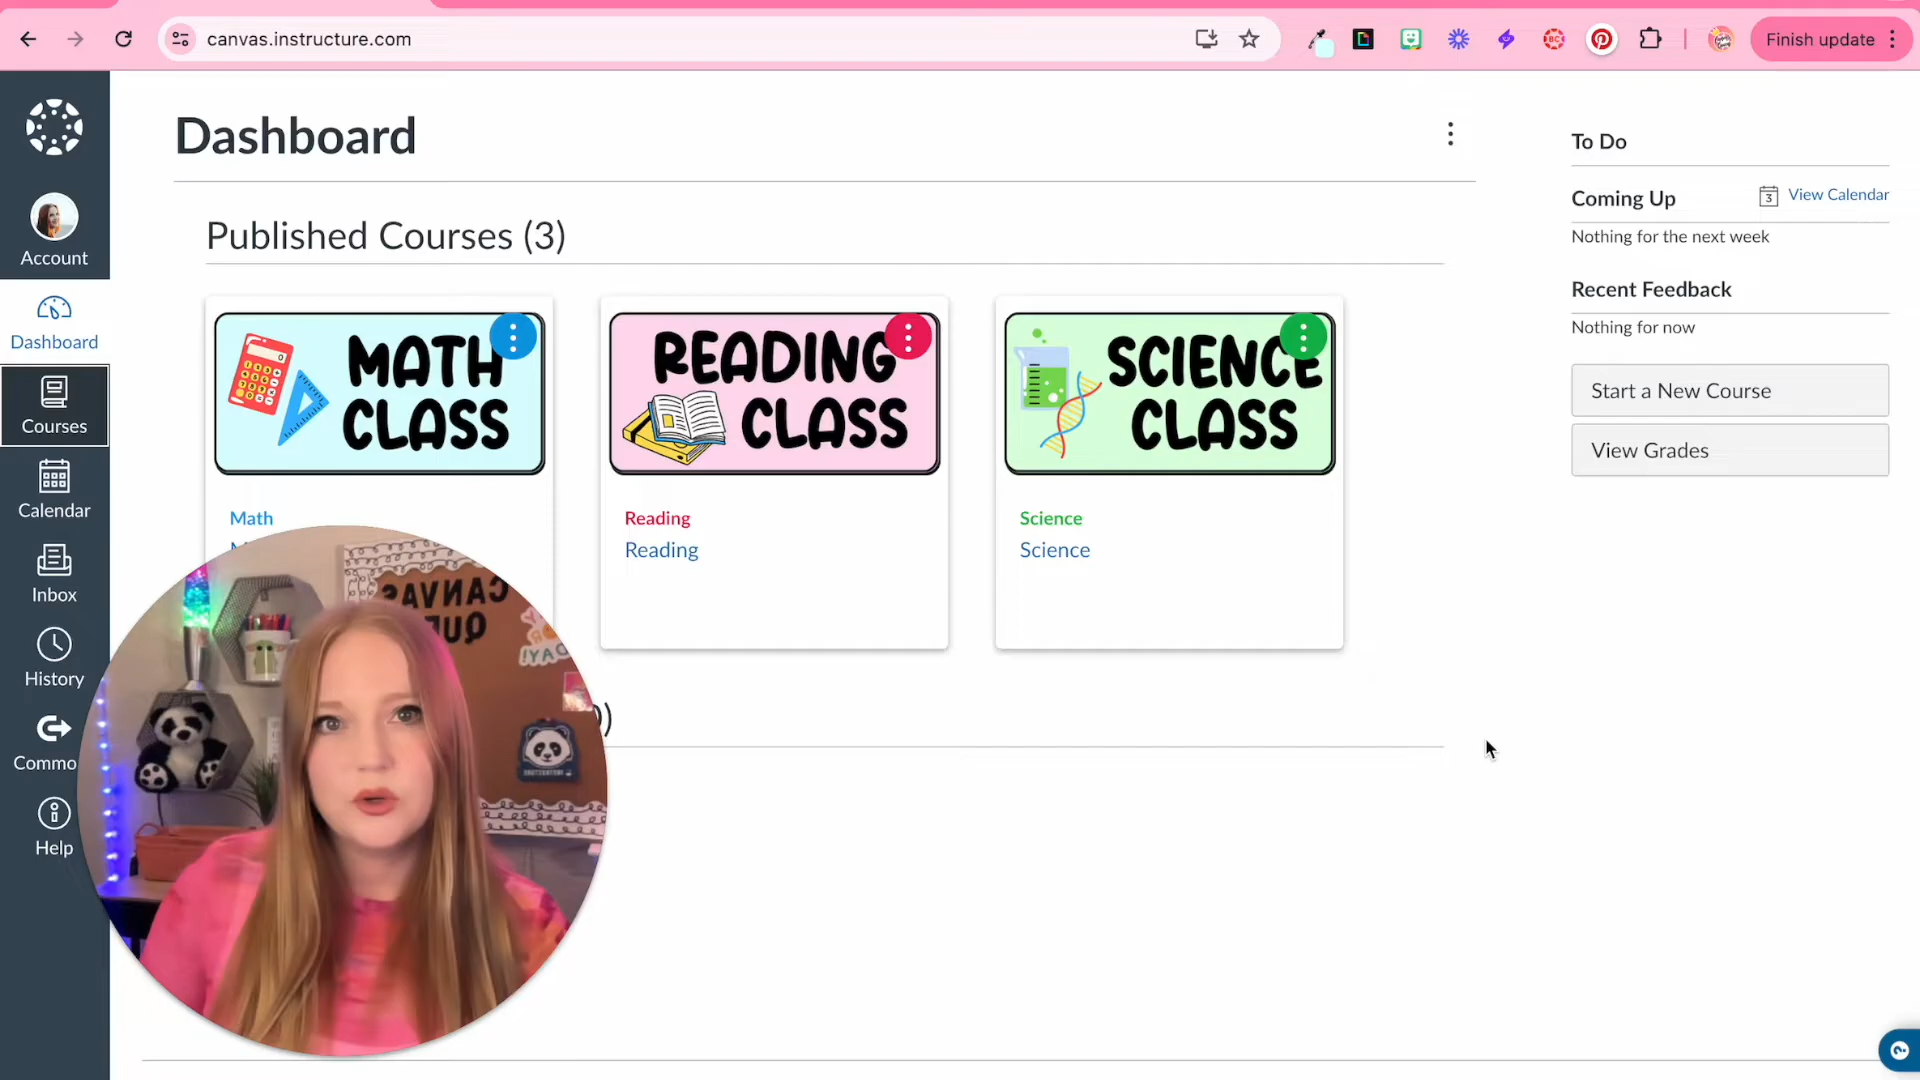 canvas.instructure.com
Finish update
Dashboard
Published Courses (3)
MATH
CLASS
READING
CLASS
SCIENCE
CLASS
Math
Reading
Reading
Science
Science
To Do
Coming Up
3
View Calendar
Nothing for the next week
Recent Feedback
Nothing for now
Start a New Course
View Grades
Account
Dashboard
Courses
Calendar
Inbox
History
Commo
Help
CANVAS